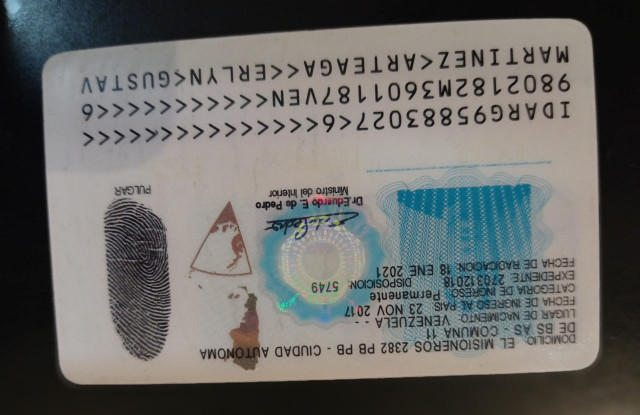 DOMICILIO: EL MISIONEROS 2382 PB PB - CIUDAD AUTONOMA
DE BS AS - COMUNA 11
LUGAR DE NACIMIENTO: VENEZUELA - -
FECHA DE INGRESO AL PAIS: 23 NOV 2017
CATEGORIA DE INGRESO: Permanente
EXPEDIENTE: 270312018 DISPOSICION: 5749
FECHA DE RADICACION: 18 ENE 2021
Dr. Eduardo E. de Pedro
Ministro del Interior
PULGAR
IDARG95883027<6<<<<<<<<<<<<<<<
9802182M3601187VEN<<<<<<<<<<<6
MARTINEZ<ARTEAGA<<ERLYN<GUSTAV